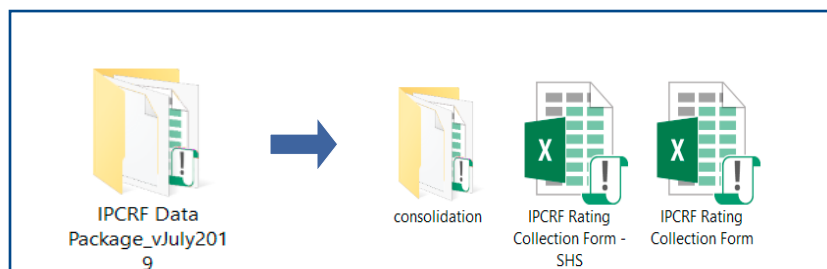 IPCRF Data
Package_vJuly201
9
consolidation
IPCRF Rating
Collection Form -
SHS
IPCRF Rating
Collection Form